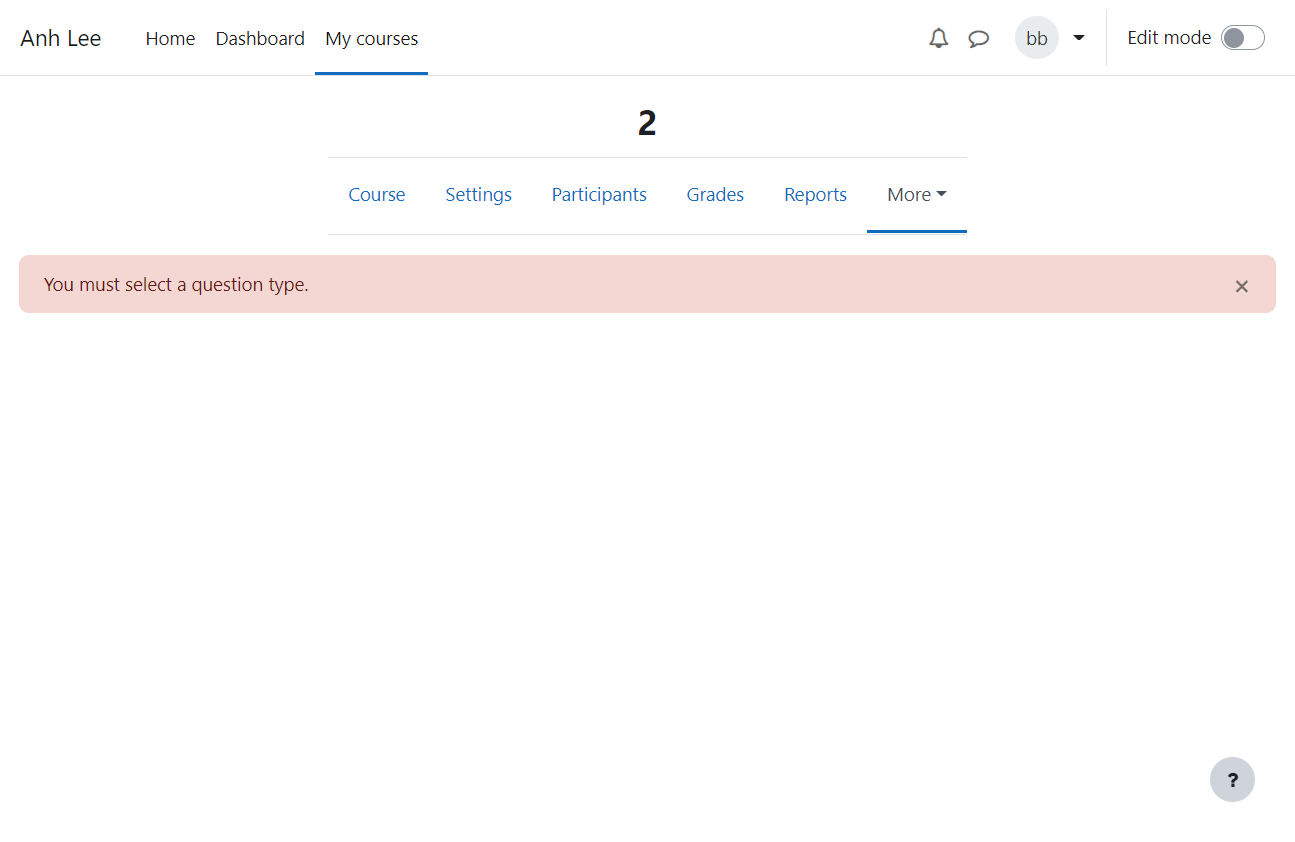 Anh Lee Home Dashboard My courses bb Edit mode
2
Course Settings Participants Grades Reports More
You must select a question type. ×
?